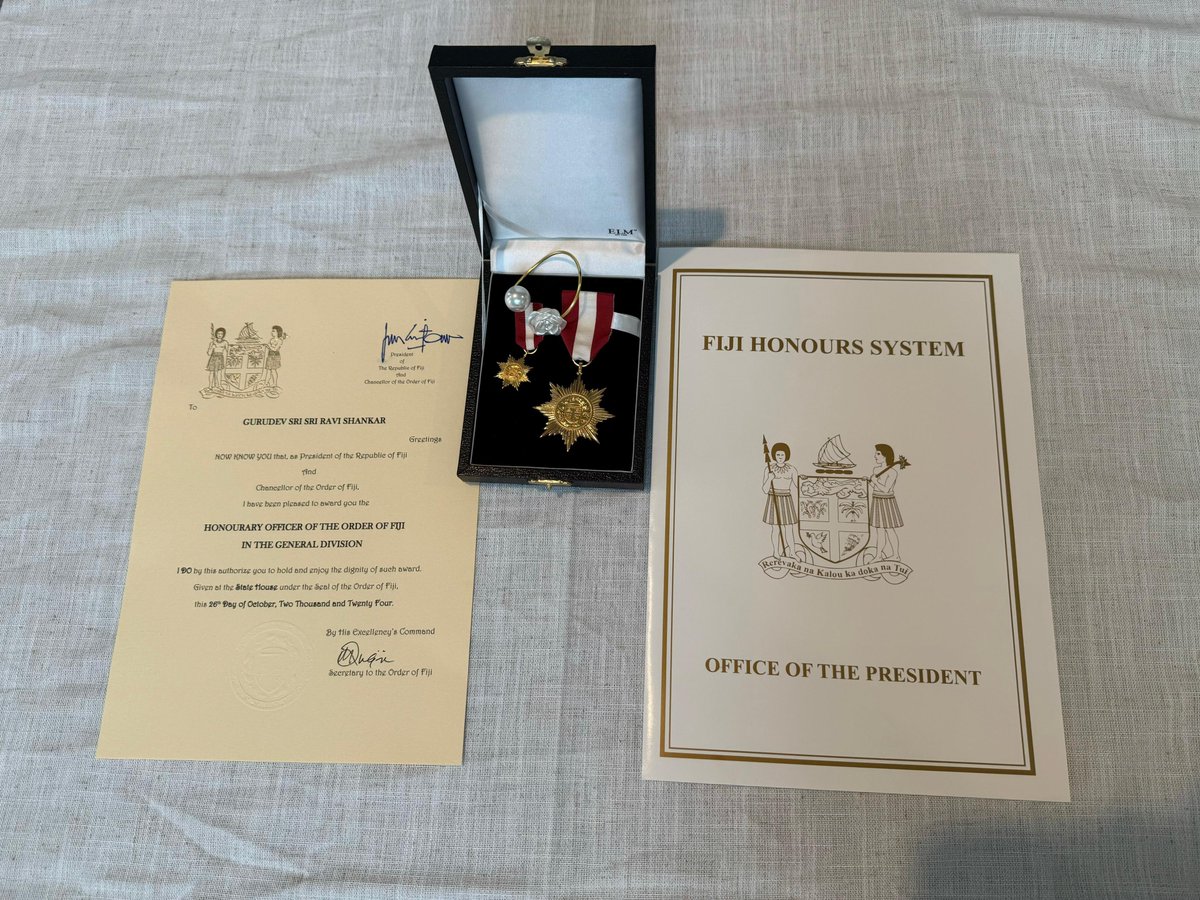 President
of
The Republic of Fiji
And
Chancellor of the Order of Fiji
To
GURUDEV SRI SRI RAVI SHANKAR
Greetings
NOW KNOW YOU that, as President of the Republic of Fiji
And
Chancellor of the Order of Fiji,
I have been pleased to award you the
HONOURARY OFFICER OF THE ORDER OF FIJI
IN THE GENERAL DIVISION
I DO by this authorize you to hold and enjoy the dignity of such award.
Given at the State House under the Seal of the Order of Fiji,
this 26th Day of October, Two Thousand and Twenty Four.
By His Excellency's Command
Secretary to the Order of Fiji
FIJI HONOURS SYSTEM
Rerevaka na Kalou ka doka na Tui
OFFICE OF THE PRESIDENT